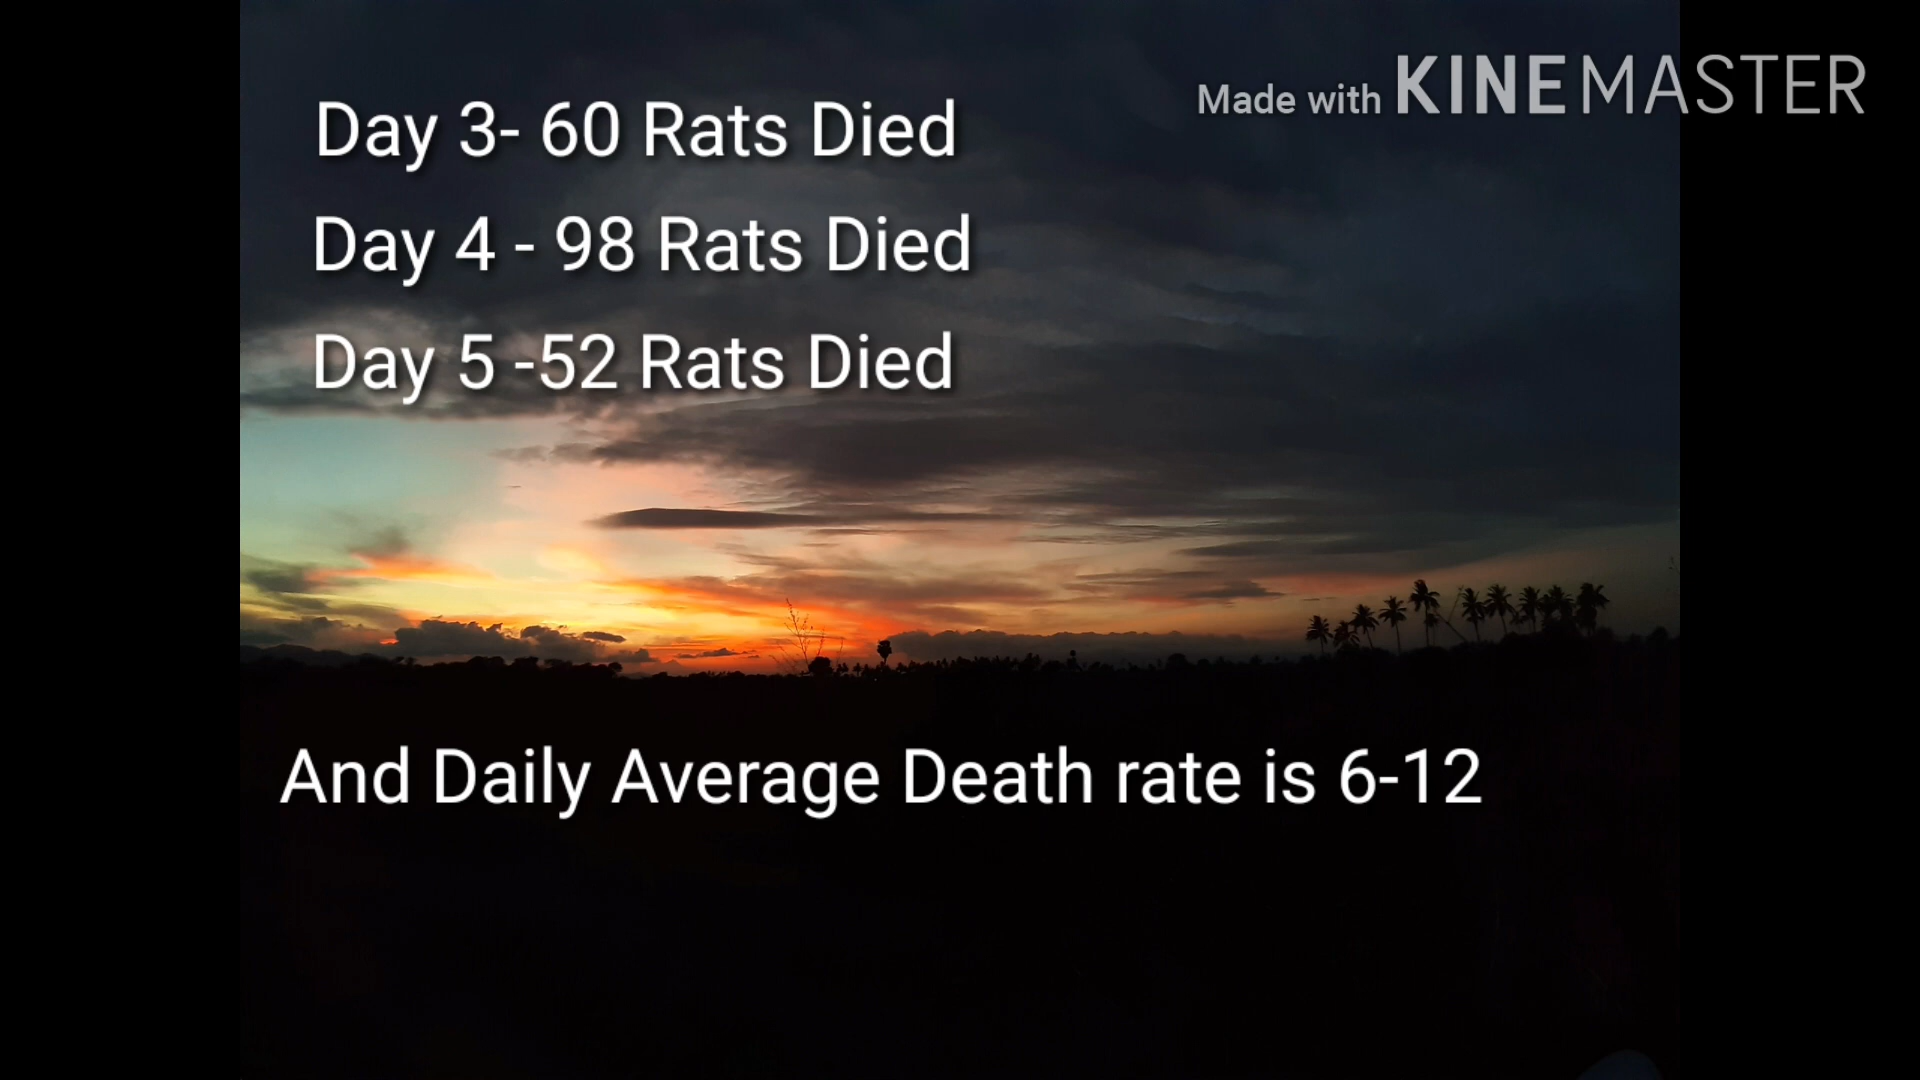 Made with KINEMASTER
Day 3- 60 Rats Died
Day 4 - 98 Rats Died
Day 5 -52 Rats Died
And Daily Average Death rate is 6-12